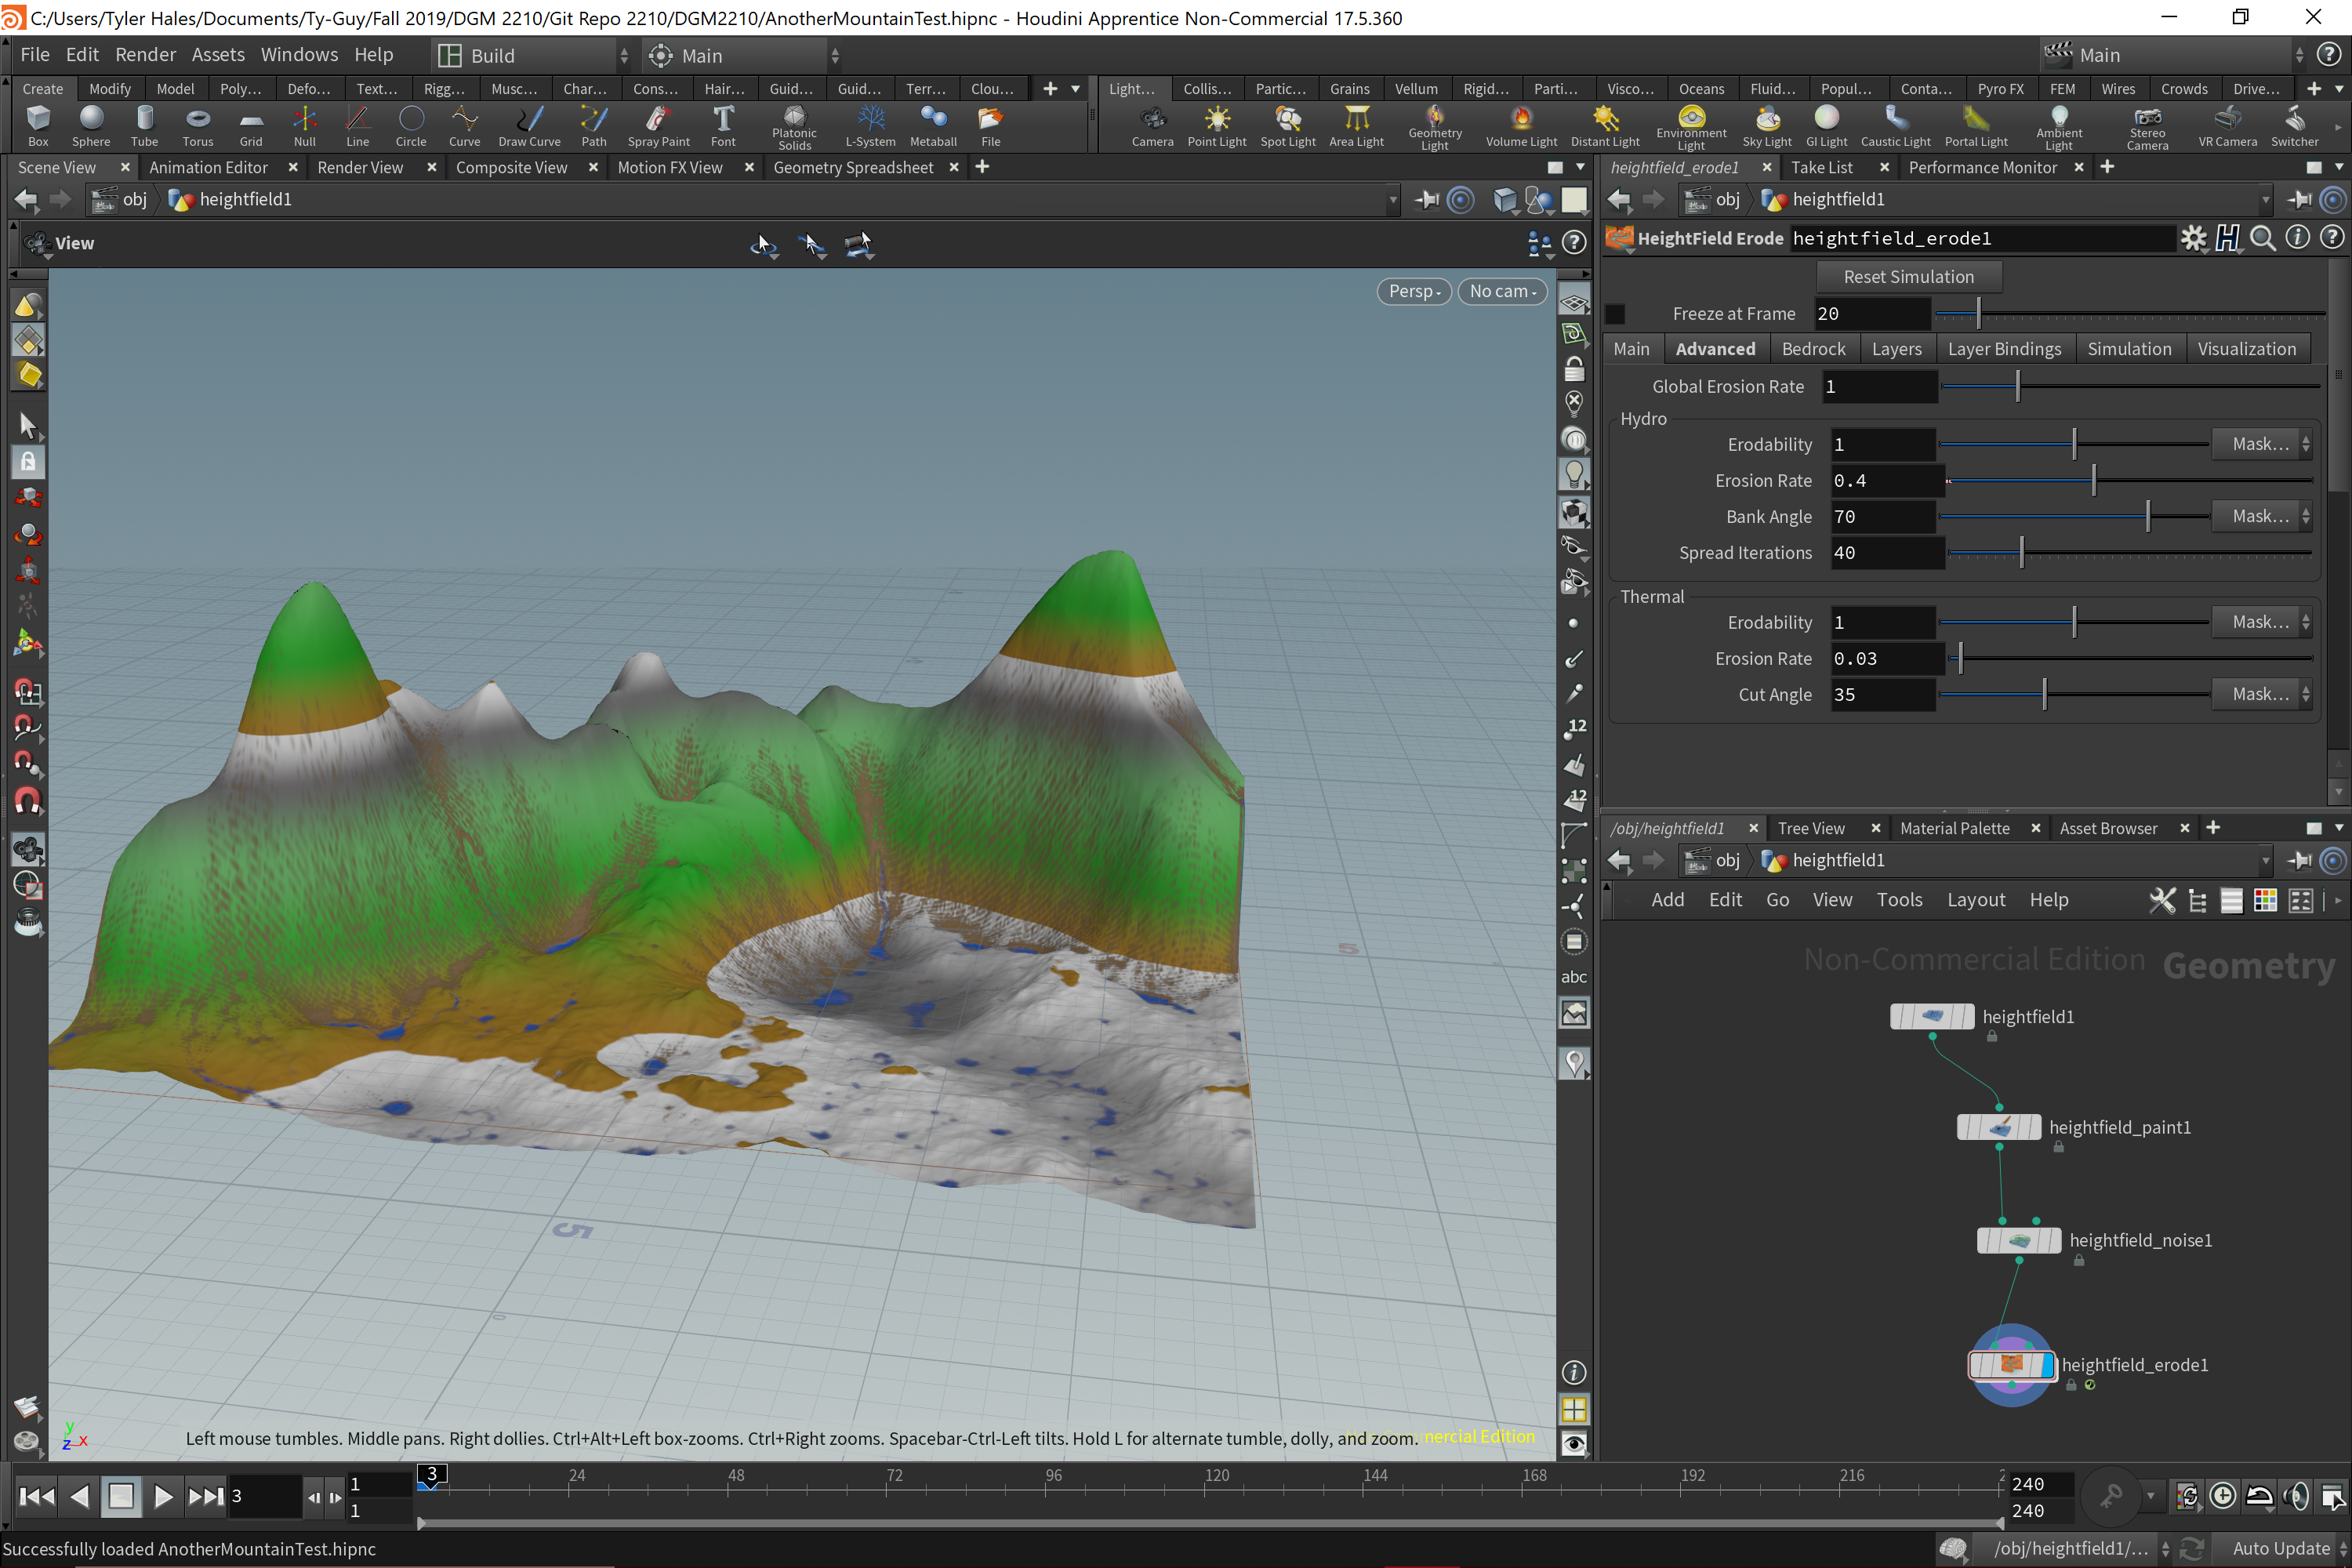 C:/Users/Tyler Hales/Documents/Ty-Guy/Fall 2019/DGM 2210/Git Repo 2210/DGM2210/AnotherMountainTest.hipnc - Houdini Apprentice Non-Commercial 17.5.360
File Edit Render Assets Windows Help Build Main Main
Create Modify Model Poly... Defo... Text... Rigg... Musc... Char... Cons... Hair... Guid... Guid... Terr... Clou...
Light... Collis... Partic... Grains Vellum Rigid... Parti... Visco... Oceans Fluid... Popul... Conta... Pyro FX FEM Wires Crowds Drive...
Box Sphere Tube Torus Grid Null Line Circle Curve Draw Curve Path Spray Paint Font Platonic Solids L-System Metaball File
Camera Point Light Spot Light Area Light Geometry Light Volume Light Distant Light Environment Light Sky Light GI Light Caustic Light Portal Light Ambient Light Stereo Camera VR Camera Switcher
Scene View Animation Editor Render View Composite View Motion FX View Geometry Spreadsheet
obj heightfield1
View
Persp No cam
5
5
12
12
abc
y
z x
Left mouse tumbles. Middle pans. Right dollies. Ctrl+Alt+Left box-zooms. Ctrl+Right zooms. Spacebar-Ctrl-Left tilts. Hold L for alternate tumble, dolly, and zoom.
Edition
heightfield_erode1 Take List Performance Monitor
obj heightfield1
HeightField Erode heightfield_erode1
Reset Simulation
Freeze at Frame 20
Main Advanced Bedrock Layers Layer Bindings Simulation Visualization
Global Erosion Rate 1
Hydro
Erodability 1 Mask...
Erosion Rate 0.4
Bank Angle 70 Mask...
Spread Iterations 40
Thermal
Erodability 1 Mask...
Erosion Rate 0.03
Cut Angle 35 Mask...
/obj/heightfield1 Tree View Material Palette Asset Browser
obj heightfield1
Add Edit Go View Tools Layout Help
Non-Commercial Edition Geometry
heightfield1
heightfield_paint1
heightfield_noise1
heightfield_erode1
3 1 3 24 48 72 96 120 144 168 192 216 2 240
1 240
Successfully loaded AnotherMountainTest.hipnc
/obj/heightfield1/... Auto Update